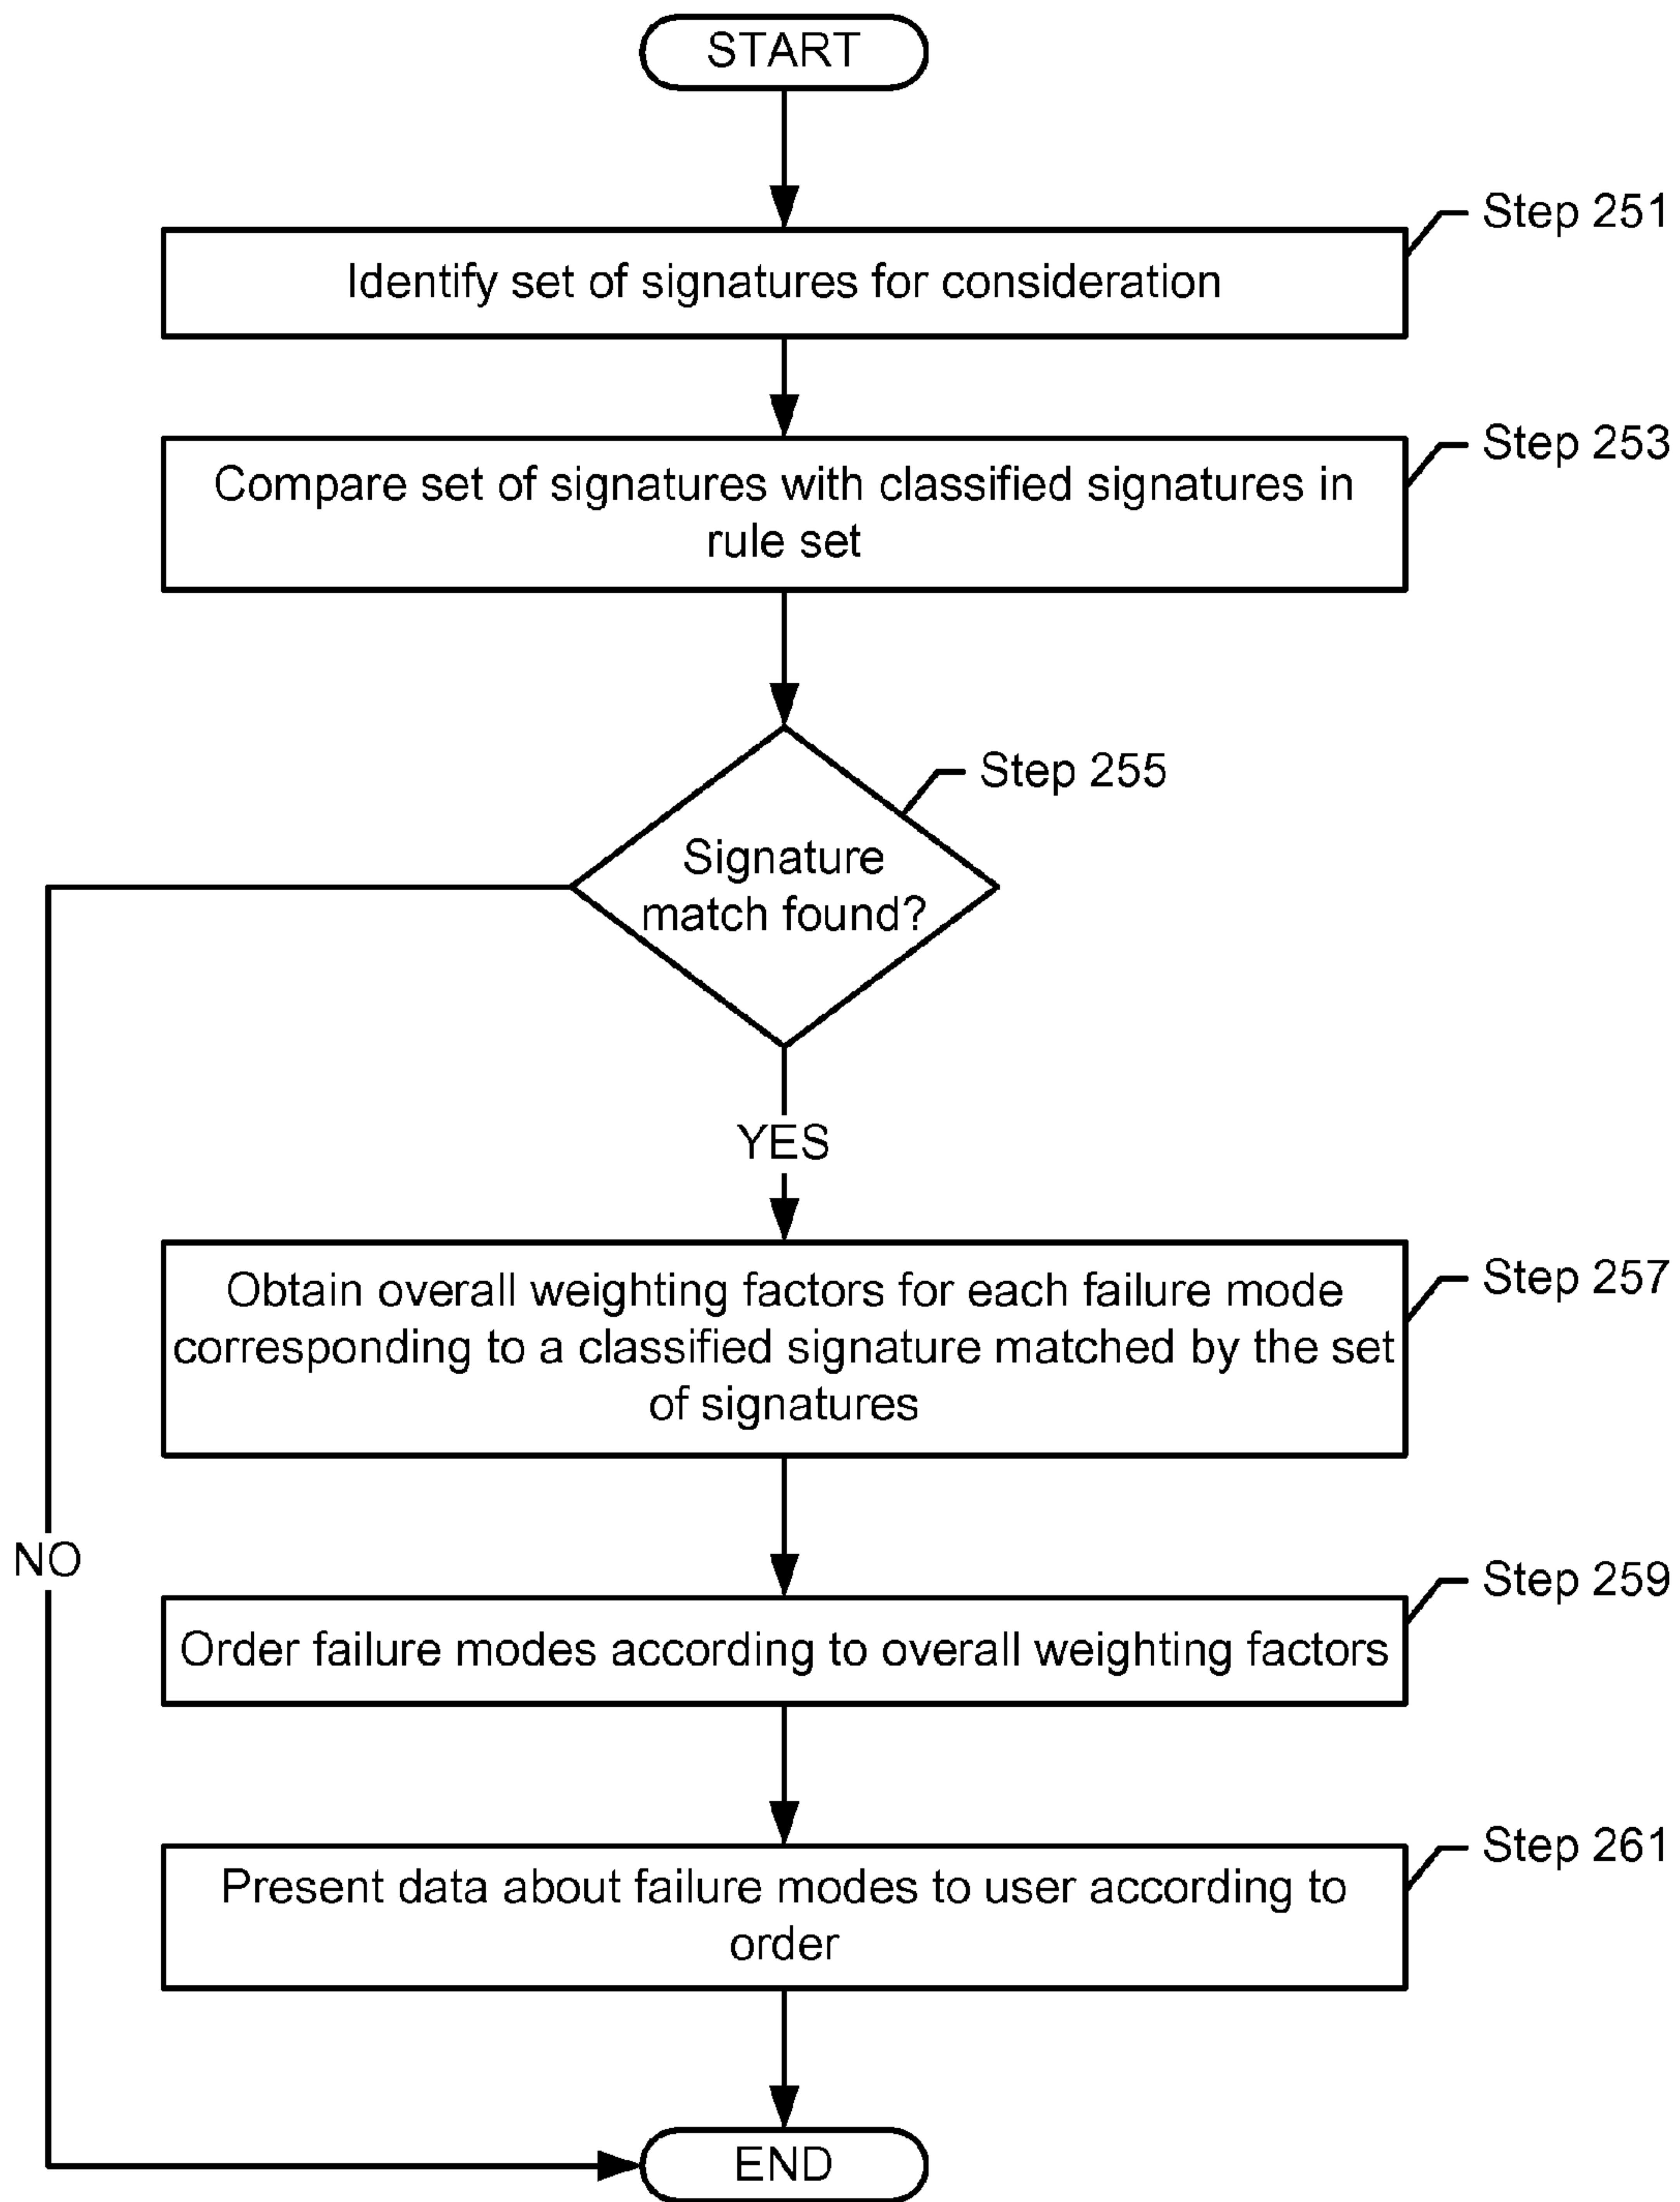 START
Step 251
Identify set of signatures for consideration
Step 253
Compare set of signatures with classified signatures in
rule set
Step 255
Signature
match found?
YES
Step 257
Obtain overall weighting factors for each failure mode
corresponding to a classified signature matched by the set
of signatures
NO
Step 259
Order failure modes according to overall weighting factors
Step 261
Present data about failure modes to user according to
order
END